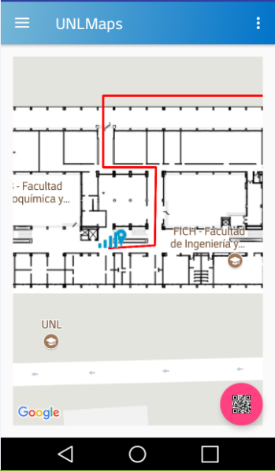 UNLMaps
- Facultad
oquímica y...
FICH - Facultad
de Ingeniería y...
UNL
Google